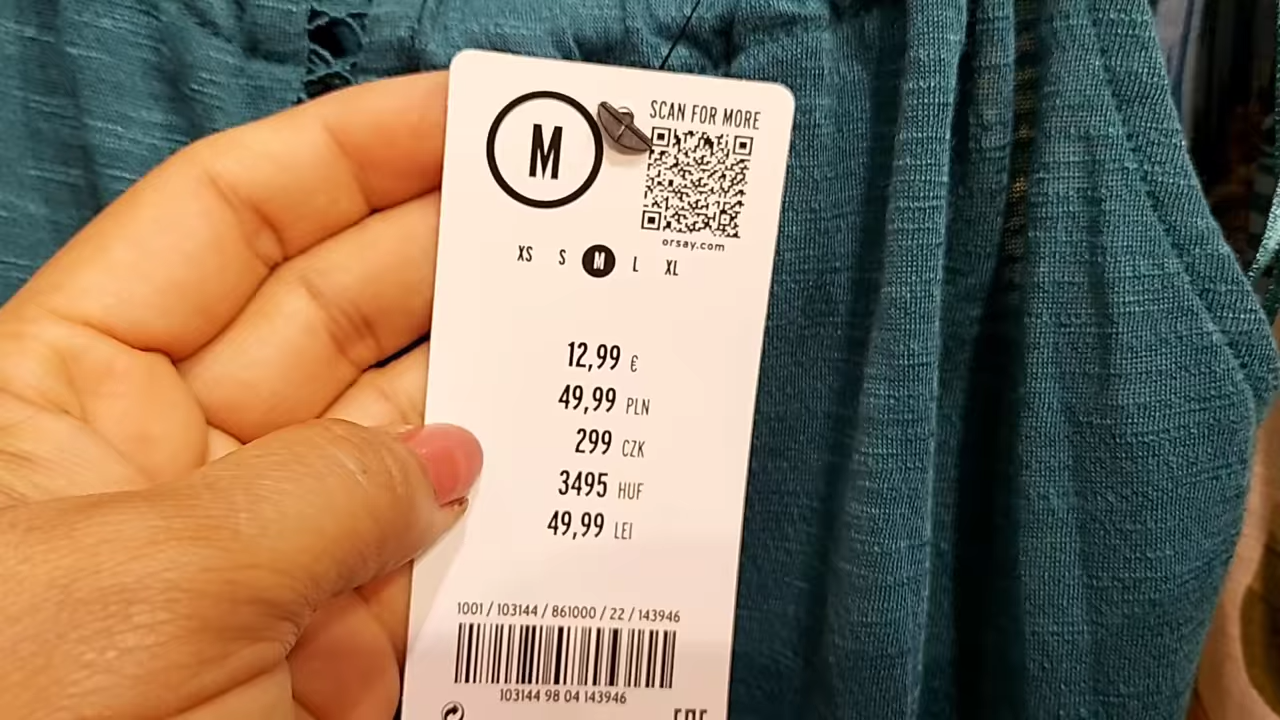 M
SCAN FOR MORE
orsay.com
XS S M L XL
12,99 €
49,99 PLN
299 CZK
3495 HUF
49,99 LEI
1001 / 103144 / 861000 / 22 / 143946
103144 98 04 143946